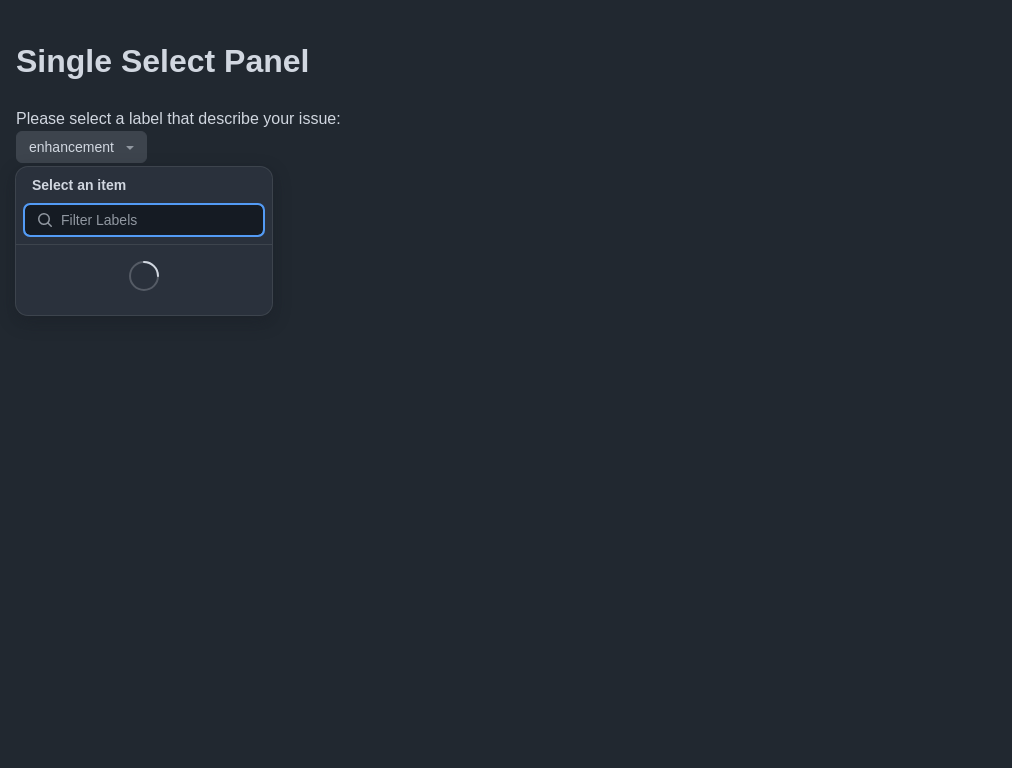 Single Select Panel
Please select a label that describe your issue:
enhancement
Select an item
Filter Labels